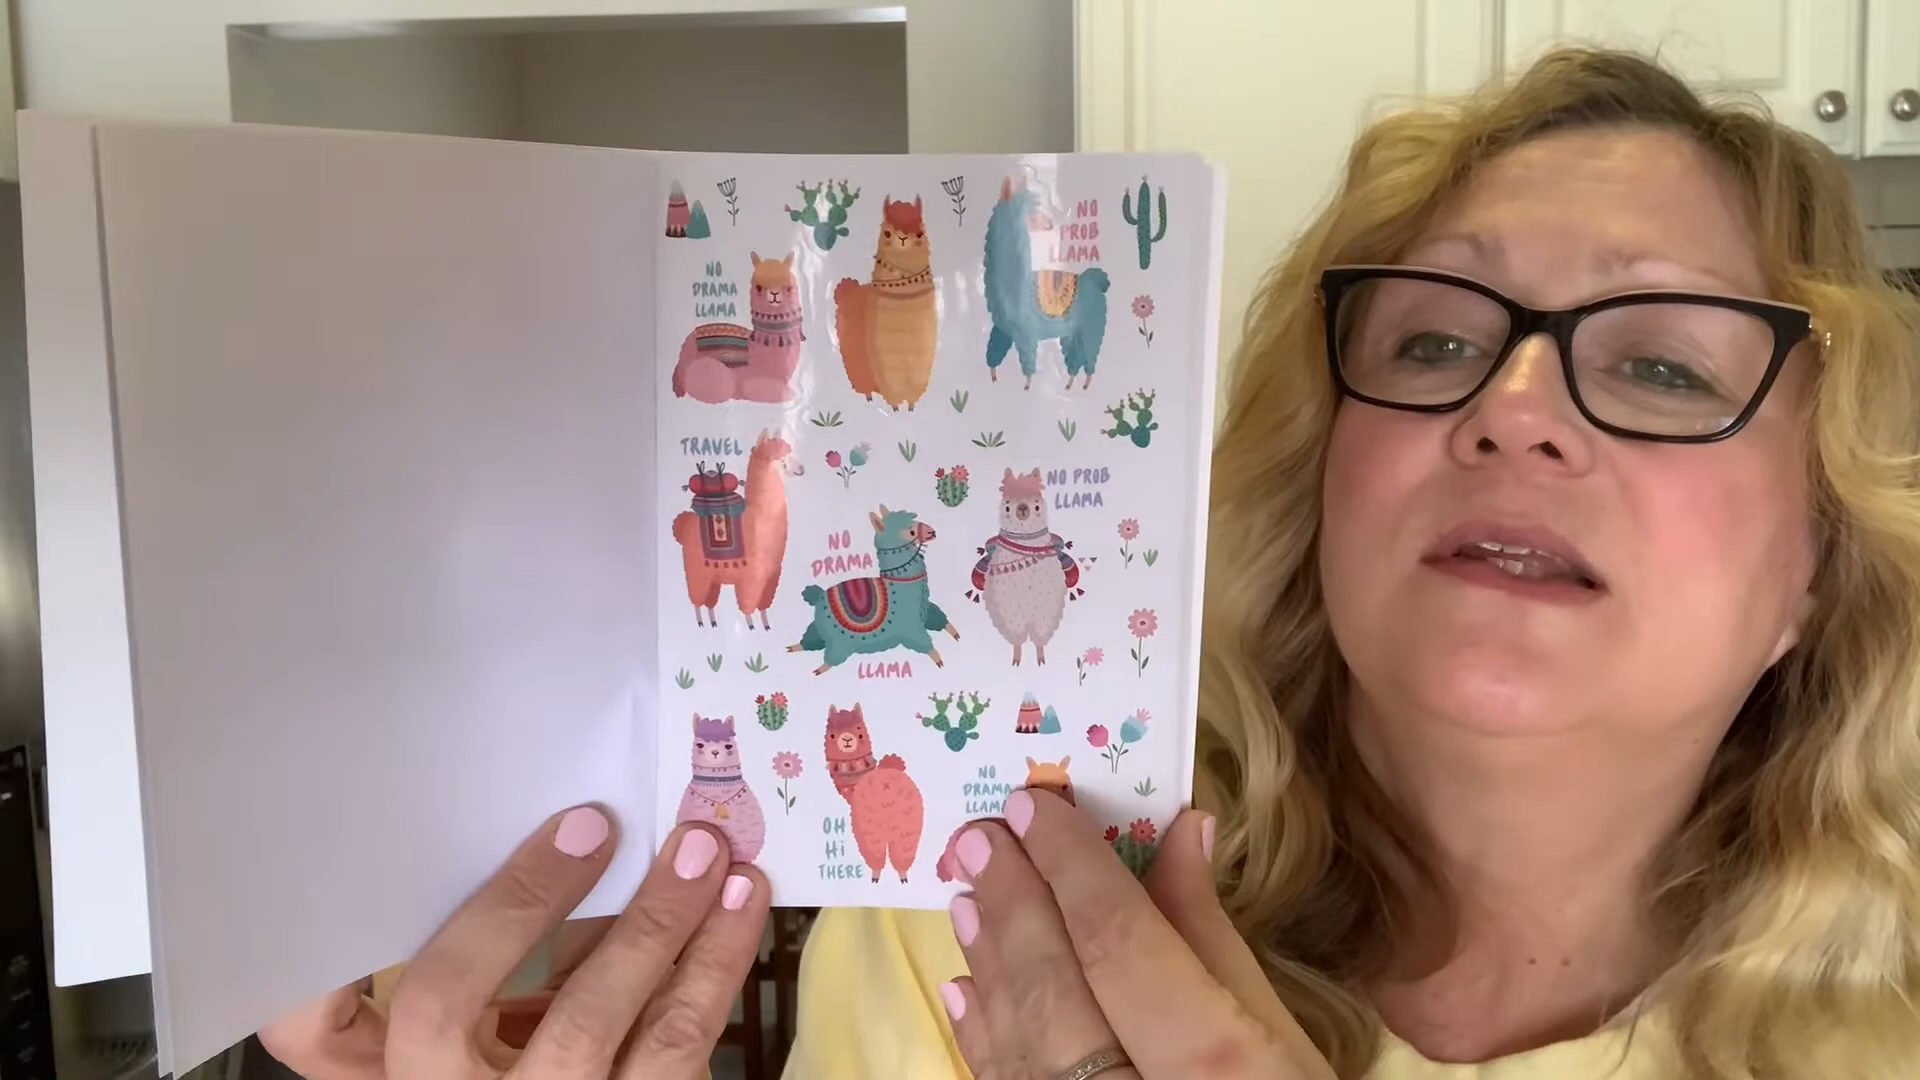 NO
PROB
LLAMA
NO
DRAMA
LLAMA
TRAVEL
NO PROB
LLAMA
NO
DRAMA
LLAMA
NO
DRAMA
LLAMA
OH
Hi
THERE